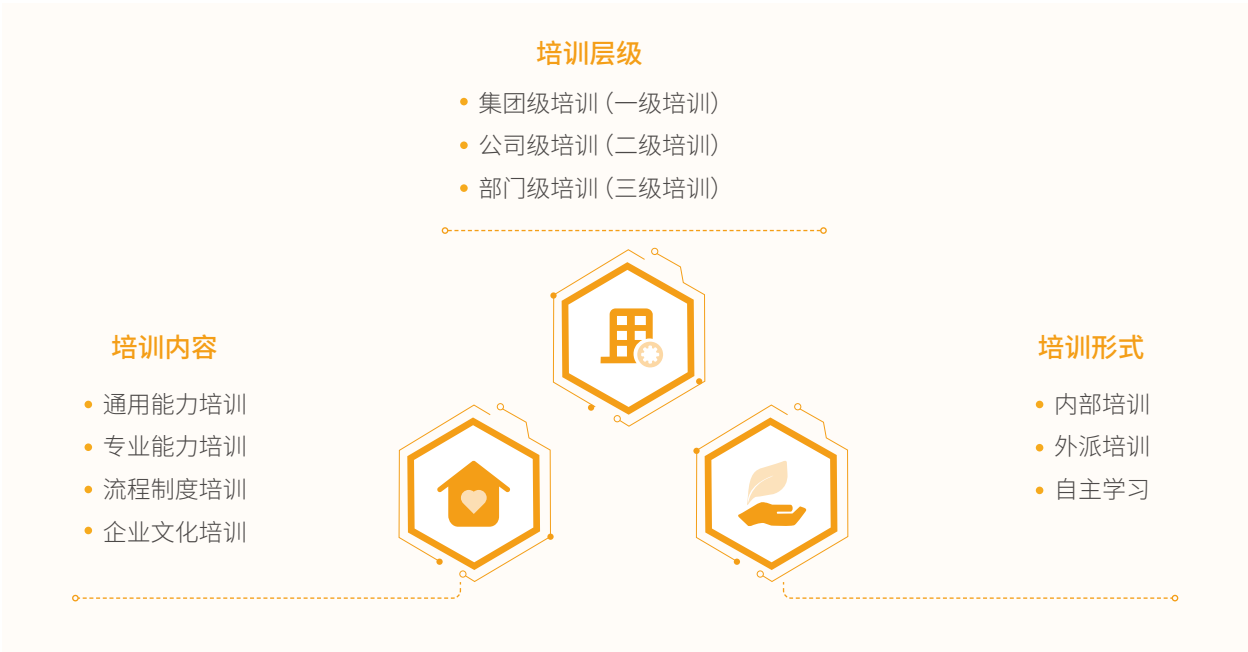 培训层级
集团级培训（一级培训）
公司级培训（二级培训）
部门级培训（三级培训）
培训内容
通用能力培训
专业能力培训
流程制度培训
企业文化培训
培训形式
内部培训
外派培训
自主学习